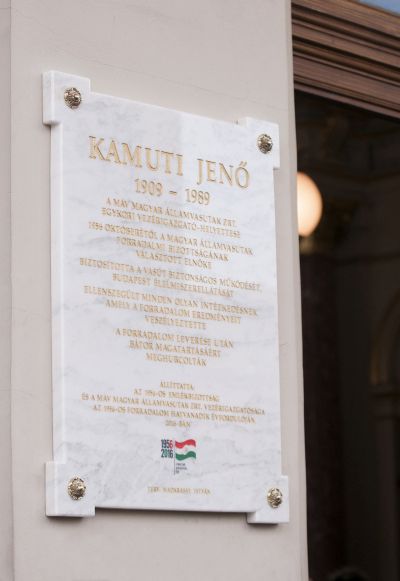 KAMUTI JENŐ
1909 – 1989
A MÁV MAGYAR ÁLLAMVASUTAK ZRT.
EGYKORI VEZÉRIGAZGATÓ-HELYETTESE
1956 OKTÓBERÉTŐL A MAGYAR ÁLLAMVASUTAK
FORRADALMI BIZOTTSÁGÁNAK
VÁLASZTOTT ELNÖKE
BIZTOSÍTOTTA A VASÚT BIZTONSÁGOS MŰKÖDÉSÉT,
BUDAPEST ÉLELMISZERELLÁTÁSÁT
ELLENSZEGÜLT MINDEN OLYAN INTÉZKEDÉSNEK
AMELY A FORRADALOM EREDMÉNYEIT
VESZÉLYEZTETTE
A FORRADALOM LEVERÉSE UTÁN
BÁTOR MAGATARTÁSÁÉRT
MEGHURCOLTÁK
ÁLLÍTTATTA
AZ 1956-OS EMLÉKBIZOTTSÁG
ÉS A MÁV MAGYAR ÁLLAMVASUTAK ZRT. VEZÉRIGAZGATÓSÁGA
AZ 1956-OS FORRADALOM HATVANADIK ÉVFORDULÓJÁN
2016-BAN
1956
2016
TERV: ISTVÁN